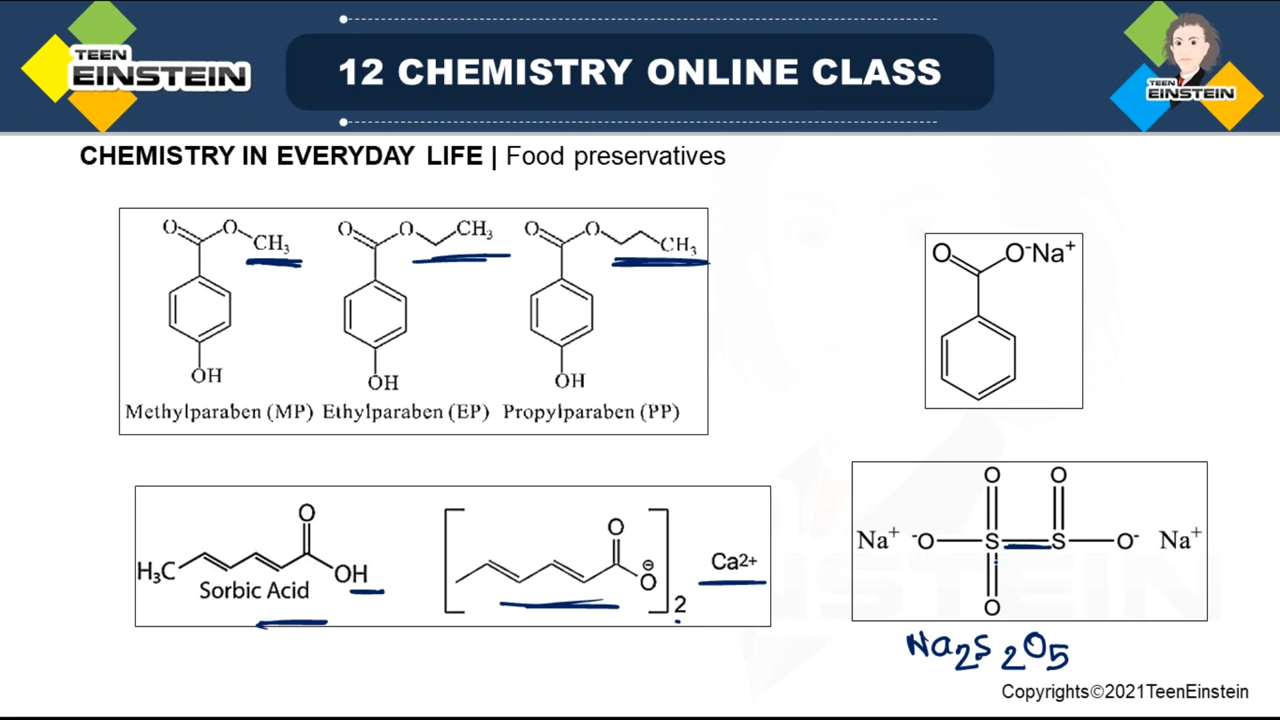 TEEN
EINSTEIN
12 CHEMISTRY ONLINE CLASS
TEEN
EINSTEIN
CHEMISTRY IN EVERYDAY LIFE | Food preservatives
O O CH3 O O CH3 O O CH3
OH OH OH
Methylparaben (MP) Ethylparaben (EP) Propylparaben (PP)
O O⁻Na⁺
O
H3C OH
Sorbic Acid
O
O⊖
2
Ca2+
O O
Na⁺ ⁻O S S O⁻ Na⁺
O
Na2S2O5
Copyrights©2021TeenEinstein